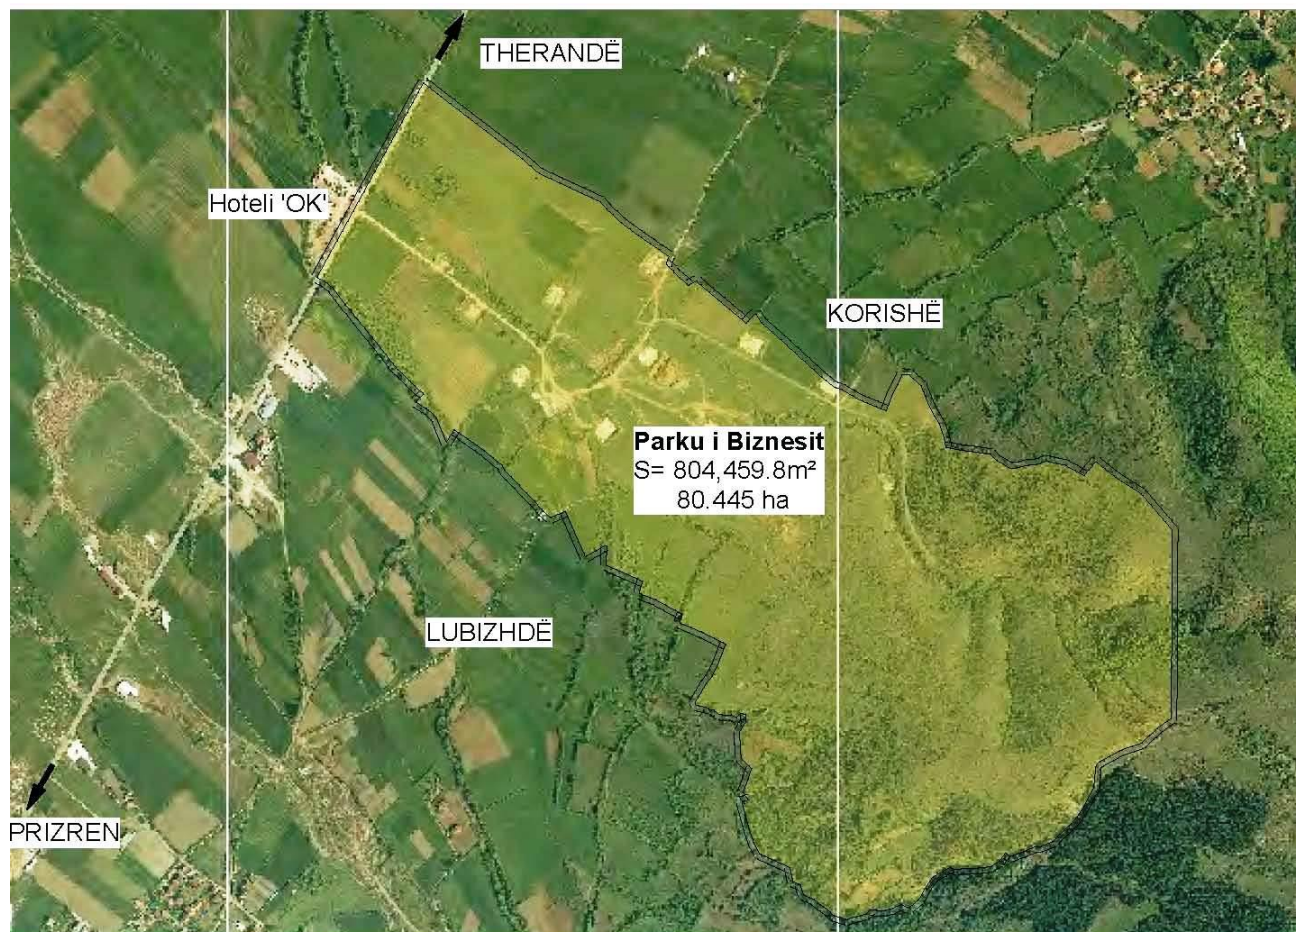 THERANDË
Hoteli 'OK'
KORISHË
Parku i Biznesit
S= 804,459.8m²
80.445 ha
LUBIZHDË
PRIZREN